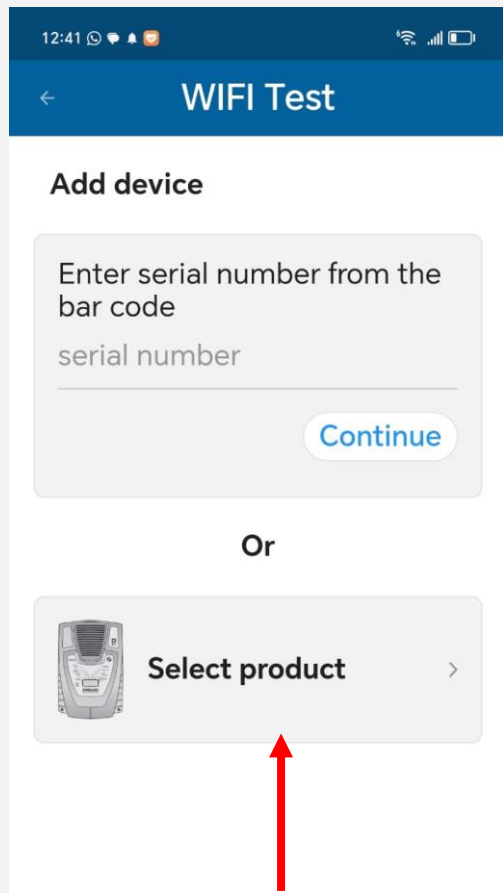 12:41
WIFI Test
Add device
Enter serial number from the
bar code
serial number
Continue
Or
Select product